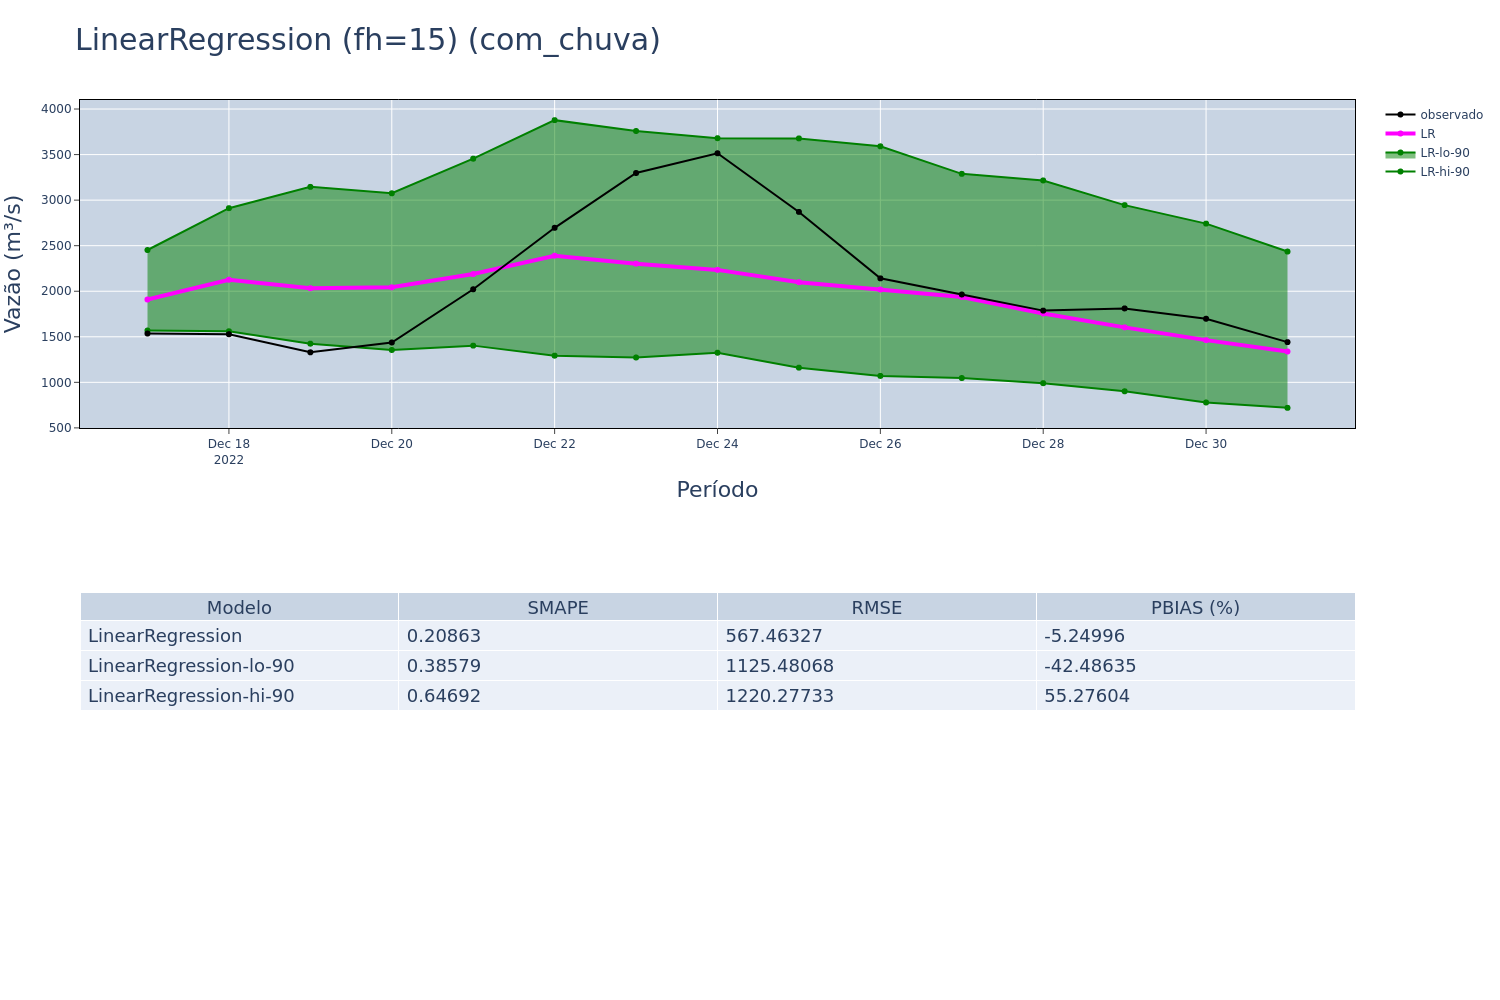 LinearRegression (fh=15) (com_chuva)
4000
3500
3000
2500
2000
1500
1000
500
Vazão (m³/s)
Dec 18
2022
Dec 20
Dec 22
Dec 24
Dec 26
Dec 28
Dec 30
Período
observado
LR
LR-lo-90
LR-hi-90
Modelo SMAPE RMSE PBIAS (%)
LinearRegression 0.20863 567.46327 -5.24996
LinearRegression-lo-90 0.38579 1125.48068 -42.48635
LinearRegression-hi-90 0.64692 1220.27733 55.27604